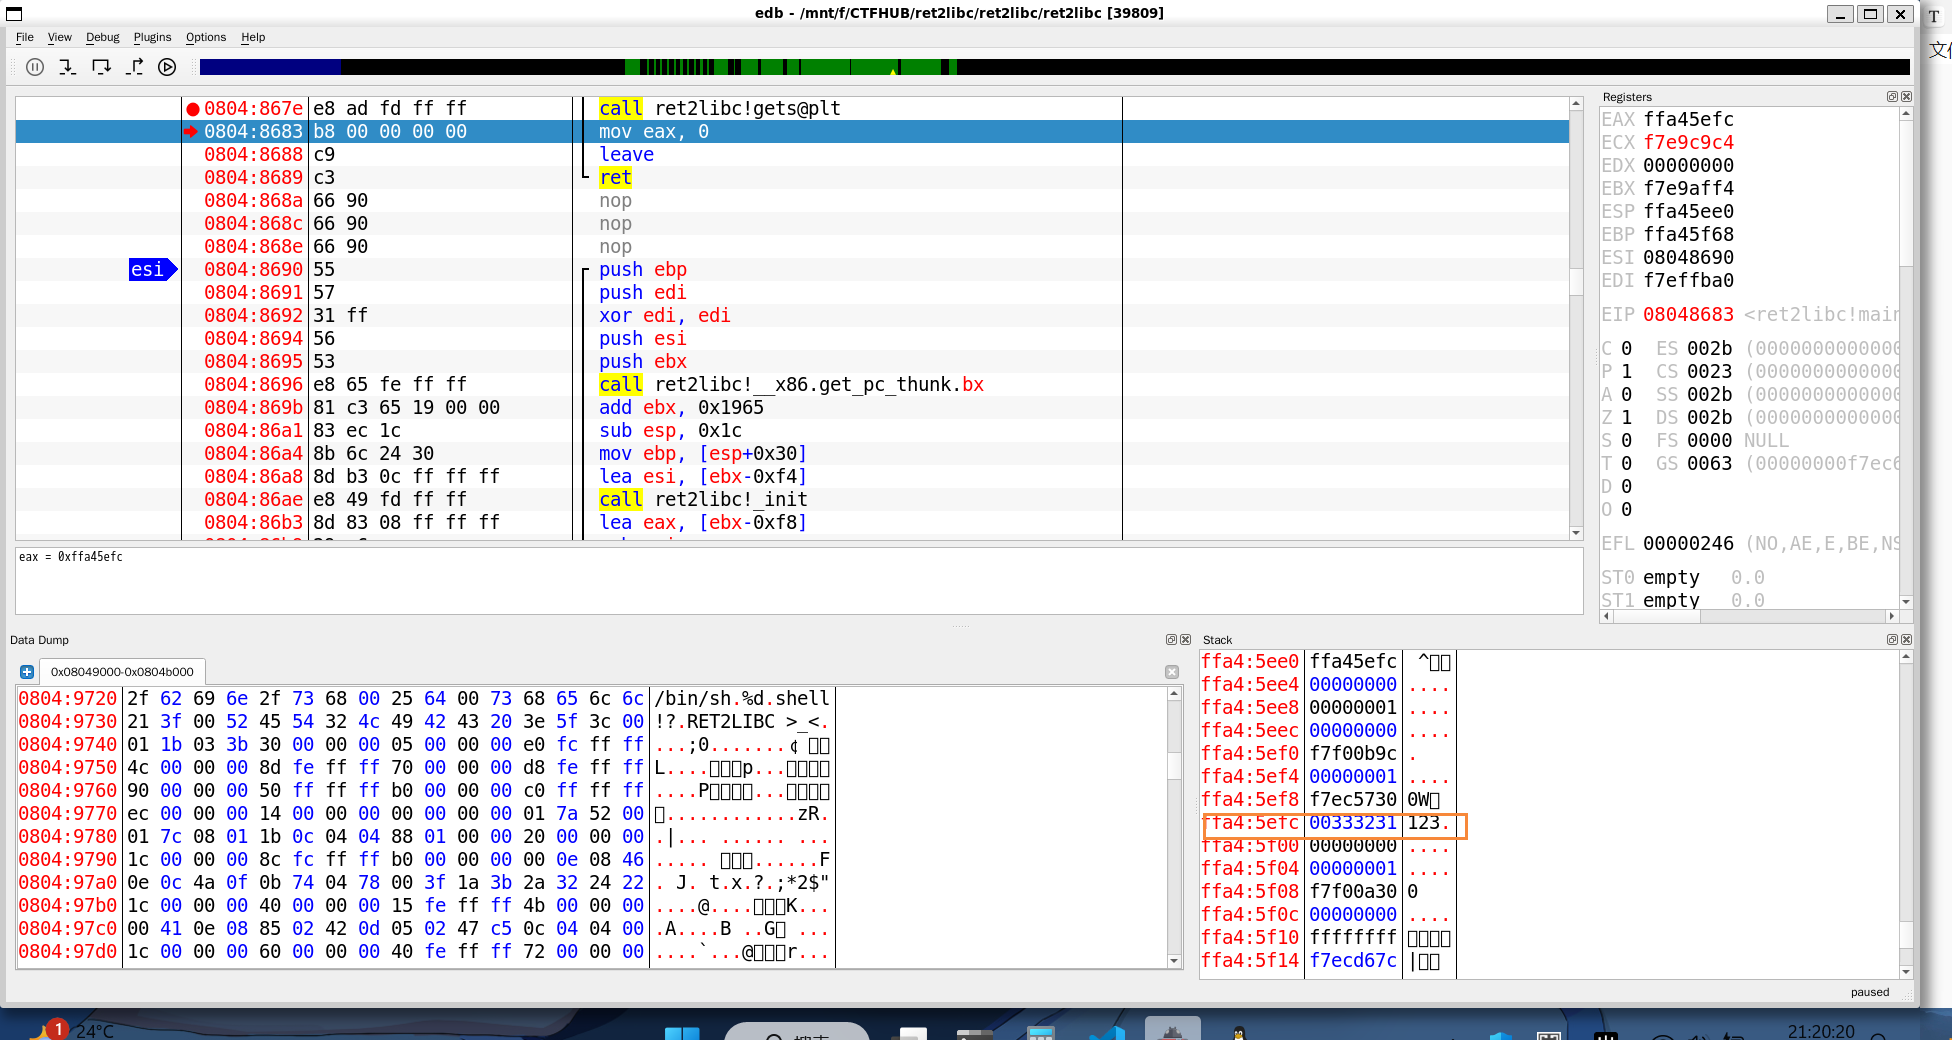 edb - /mnt/f/CTFHUB/ret2libc/ret2libc/ret2libc [39809]
File View Debug Plugins Options Help
0804:867e e8 ad fd ff ff call ret2libc!gets@plt
0804:8683 b8 00 00 00 00 mov eax, 0
0804:8688 c9 leave
0804:8689 c3 ret
0804:868a 66 90 nop
0804:868c 66 90 nop
0804:868e 66 90 nop
esi 0804:8690 55 push ebp
0804:8691 57 push edi
0804:8692 31 ff xor edi, edi
0804:8694 56 push esi
0804:8695 53 push ebx
0804:8696 e8 65 fe ff ff call ret2libc!__x86.get_pc_thunk.bx
0804:869b 81 c3 65 19 00 00 add ebx, 0x1965
0804:86a1 83 ec 1c sub esp, 0x1c
0804:86a4 8b 6c 24 30 mov ebp, [esp+0x30]
0804:86a8 8d b3 0c ff ff ff lea esi, [ebx-0xf4]
0804:86ae e8 49 fd ff ff call ret2libc!_init
0804:86b3 8d 83 08 ff ff ff lea eax, [ebx-0xf8]
eax = 0xffa45efc
Registers
EAX ffa45efc
ECX f7e9c9c4
EDX 00000000
EBX f7e9aff4
ESP ffa45ee0
EBP ffa45f68
ESI 08048690
EDI f7effba0
EIP 08048683 <ret2libc!main
C 0 ES 002b (0000000000000
P 1 CS 0023 (0000000000000
A 0 SS 002b (0000000000000
Z 1 DS 002b (0000000000000
S 0 FS 0000 NULL
T 0 GS 0063 (00000000f7ec6
D 0
O 0
EFL 00000246 (NO,AE,E,BE,NS
ST0 empty 0.0
ST1 empty 0.0
Data Dump
0x08049000-0x0804b000
0804:9720 2f 62 69 6e 2f 73 68 00 25 64 00 73 68 65 6c 6c /bin/sh.%d.shell
0804:9730 21 3f 00 52 45 54 32 4c 49 42 43 20 3e 5f 3c 00 !?.RET2LIBC >_<.
0804:9740 01 1b 03 3b 30 00 00 00 05 00 00 00 e0 fc ff ff ...;0.......¢
0804:9750 4c 00 00 00 8d fe ff ff 70 00 00 00 d8 fe ff ff L....p...
0804:9760 90 00 00 00 50 ff ff ff b0 00 00 00 c0 ff ff ff ....P...
0804:9770 ec 00 00 00 14 00 00 00 00 00 00 00 01 7a 52 00 ............zR.
0804:9780 01 7c 08 01 1b 0c 04 04 88 01 00 00 20 00 00 00 .|... ...... ...
0804:9790 1c 00 00 00 8c fc ff ff b0 00 00 00 00 0e 08 46 ..... ......F
0804:97a0 0e 0c 4a 0f 0b 74 04 78 00 3f 1a 3b 2a 32 24 22 . J. t.x.?.;*2$"
0804:97b0 1c 00 00 00 40 00 00 00 15 fe ff ff 4b 00 00 00 ....@....K...
0804:97c0 00 41 0e 08 85 02 42 0d 05 02 47 c5 0c 04 04 00 .A....B ..G ...
0804:97d0 1c 00 00 00 60 00 00 00 40 fe ff ff 72 00 00 00 ....`...@r...
Stack
ffa4:5ee0 ffa45efc ^
ffa4:5ee4 00000000 ....
ffa4:5ee8 00000001 ....
ffa4:5eec 00000000 ....
ffa4:5ef0 f7f00b9c .
ffa4:5ef4 00000001 ....
ffa4:5ef8 f7ec5730 0W
ffa4:5efc 00333231 123.
ffa4:5f00 00000000 ....
ffa4:5f04 00000001 ....
ffa4:5f08 f7f00a30 0
ffa4:5f0c 00000000 ....
ffa4:5f10 ffffffff
ffa4:5f14 f7ecd67c |
paused
1
24°C
21:20:20
T